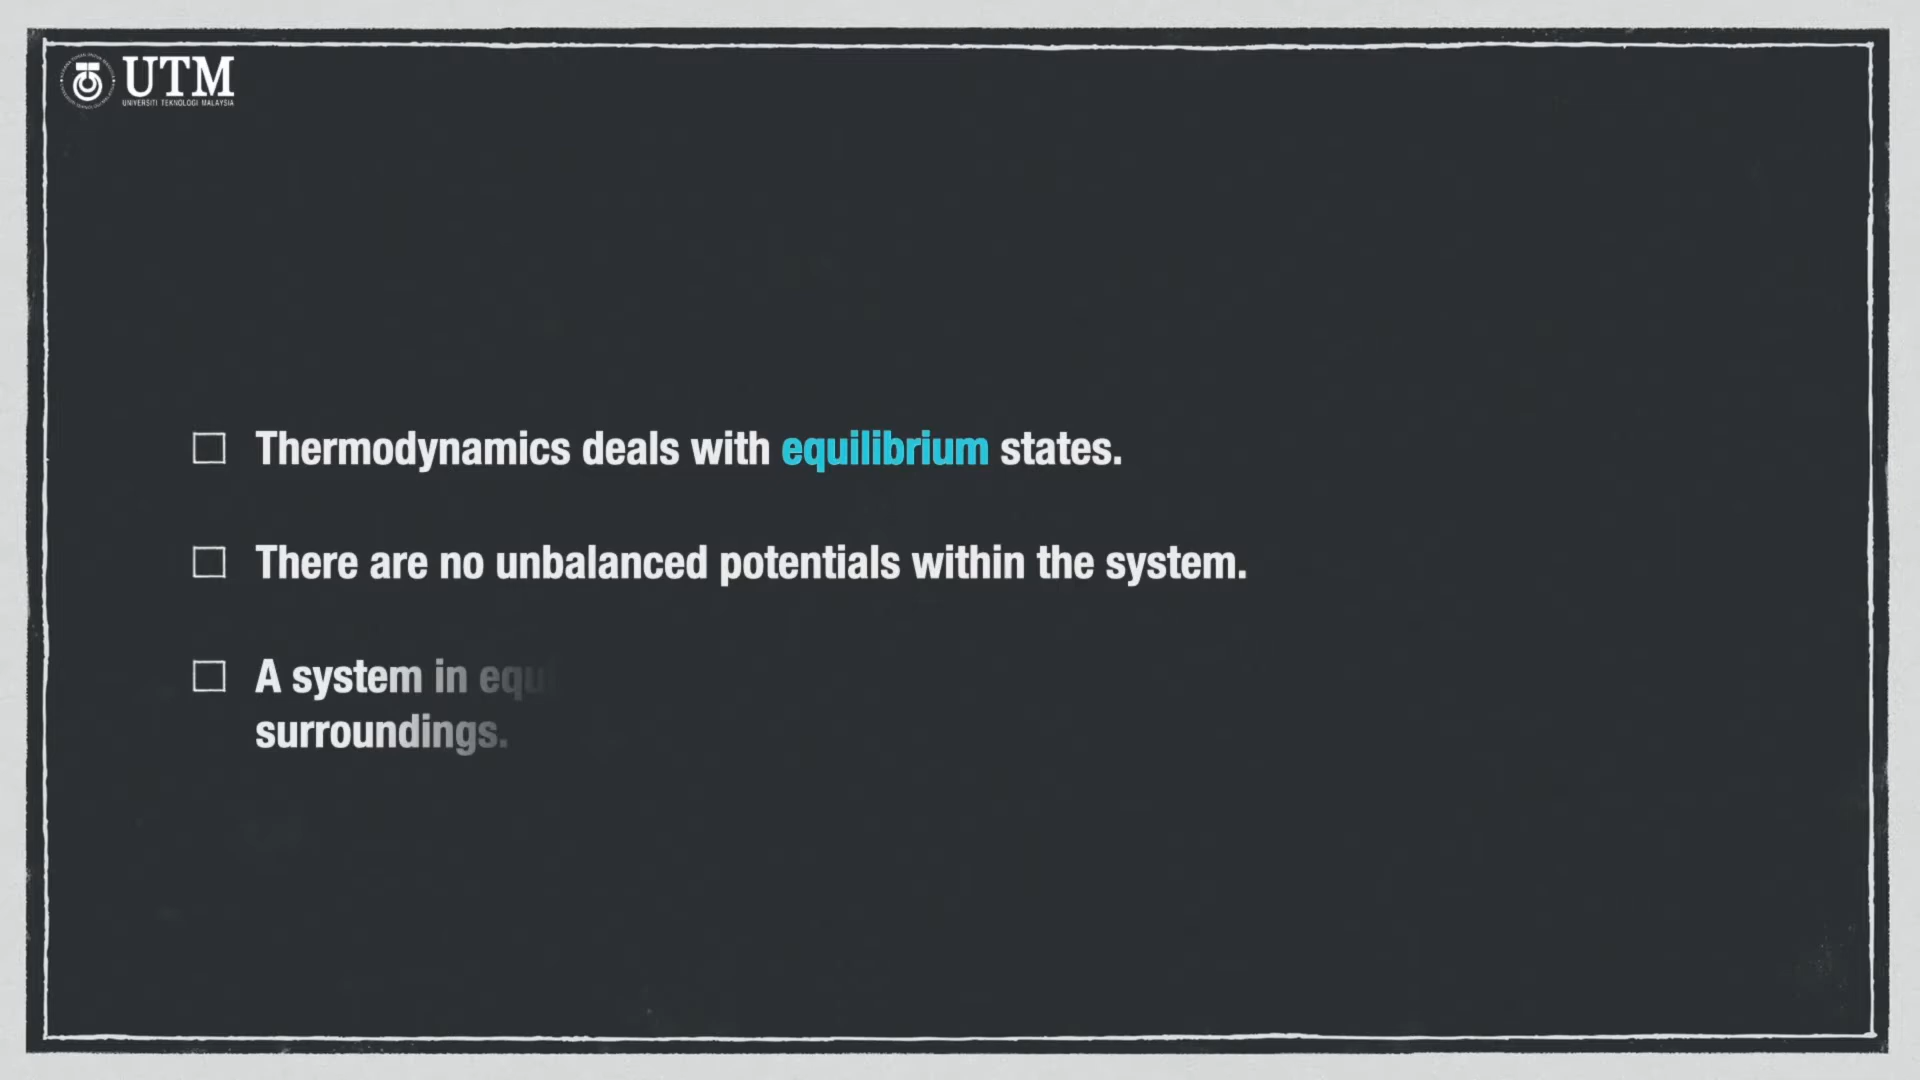 UTM
UNIVERSITI TEKNOLOGI MALAYSIA
Thermodynamics deals with equilibrium states.
There are no unbalanced potentials within the system.
A system in
surroundings.